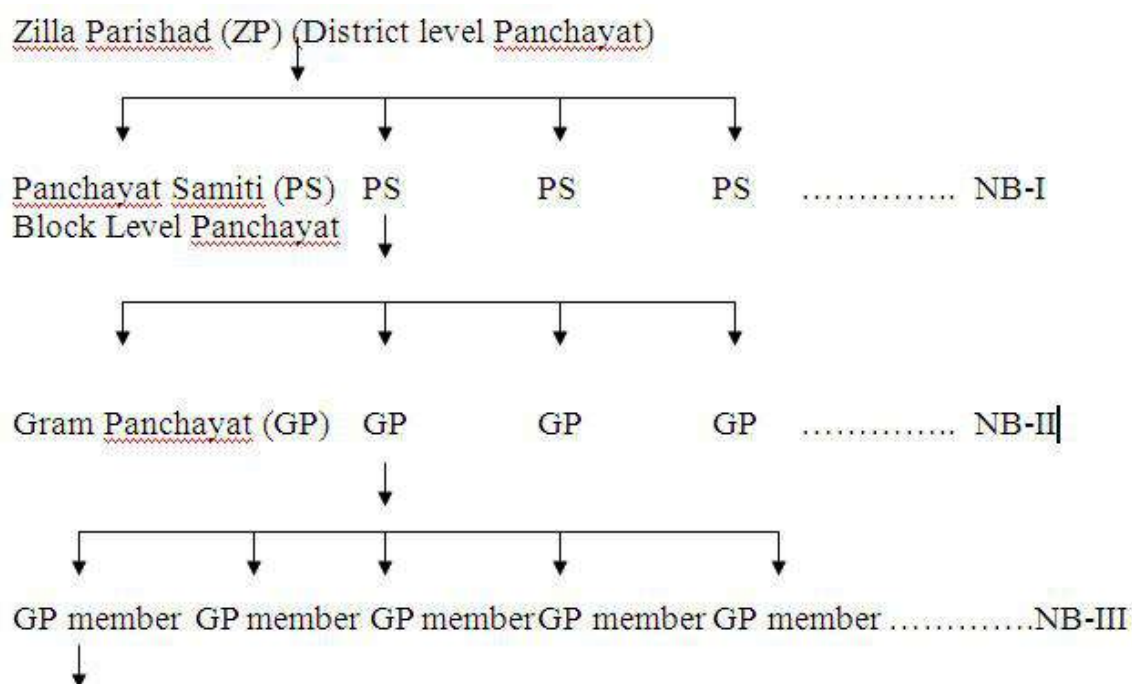 Zilla Parishad (ZP) (District level Panchayat)
Panchayat Samiti (PS) PS PS PS .............. NB-I
Block Level Panchayat
Gram Panchayat (GP) GP GP GP .............. NB-II
GP member GP member GP member GP member GP member .............NB-III